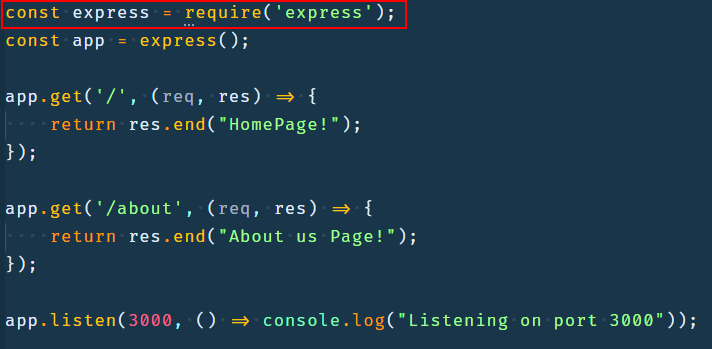 const express = require('express');
const app = express();
app.get('/', (req, res) => {
    return res.end("HomePage!");
});
app.get('/about', (req, res) => {
    return res.end("About us Page!");
});
app.listen(3000, () => console.log("Listening on port 3000"));